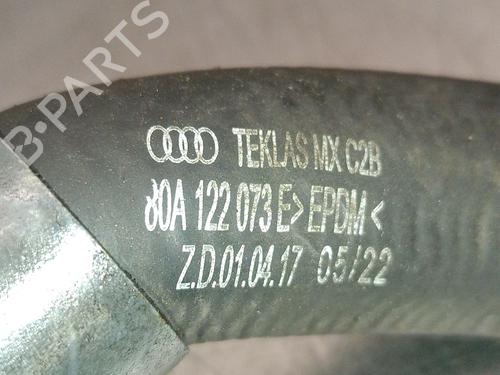 TEKLAS MX C2B
80A 122 073 E >EPDM<
Z.D.01.04.17 05/22
B-PARTS